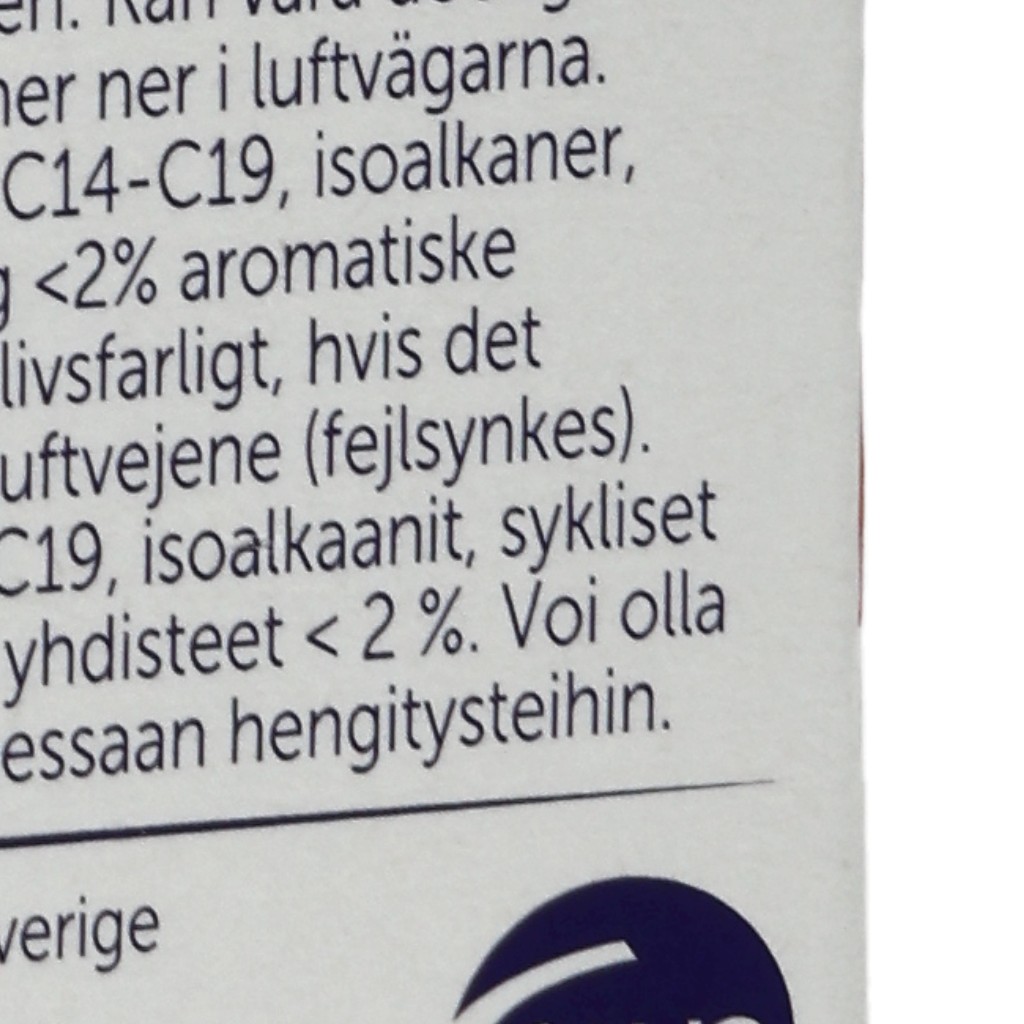 ner ner i luftvägarna.
C14-C19, isoalkaner,
<2% aromatiske
livsfarligt, hvis det
uftvejene (fejlsynkes).
C19, isoalkaanit, sykliset
yhdisteet < 2 %. Voi olla
essaan hengitysteihin.
verige